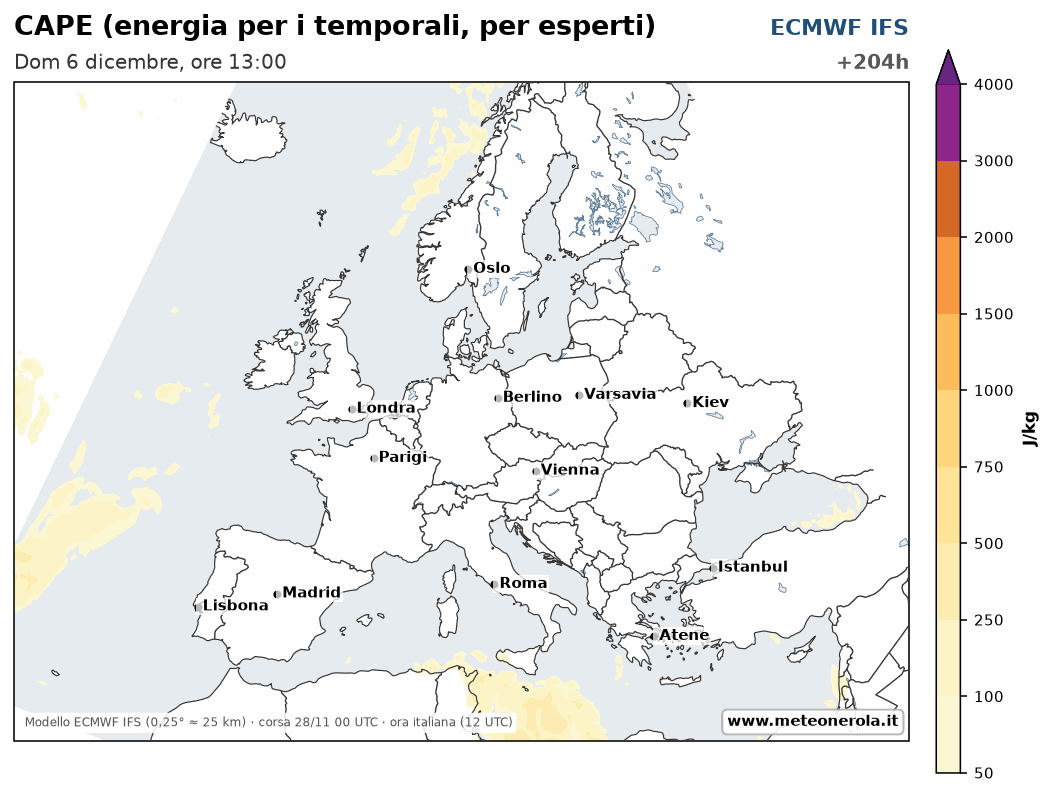 CAPE (energia per i temporali, per esperti)
ECMWF IFS
Dom 6 dicembre, ore 13:00
+204h
4000
3000
2000
1500
1000
750
500
250
100
50
J/kg
Oslo
Berlino
Varsavia
Kiev
Londra
Parigi
Vienna
Istanbul
Roma
Madrid
Lisbona
Atene
Modello ECMWF IFS (0,25° ≈ 25 km) · corsa 28/11 00 UTC · ora italiana (12 UTC)
www.meteonerola.it